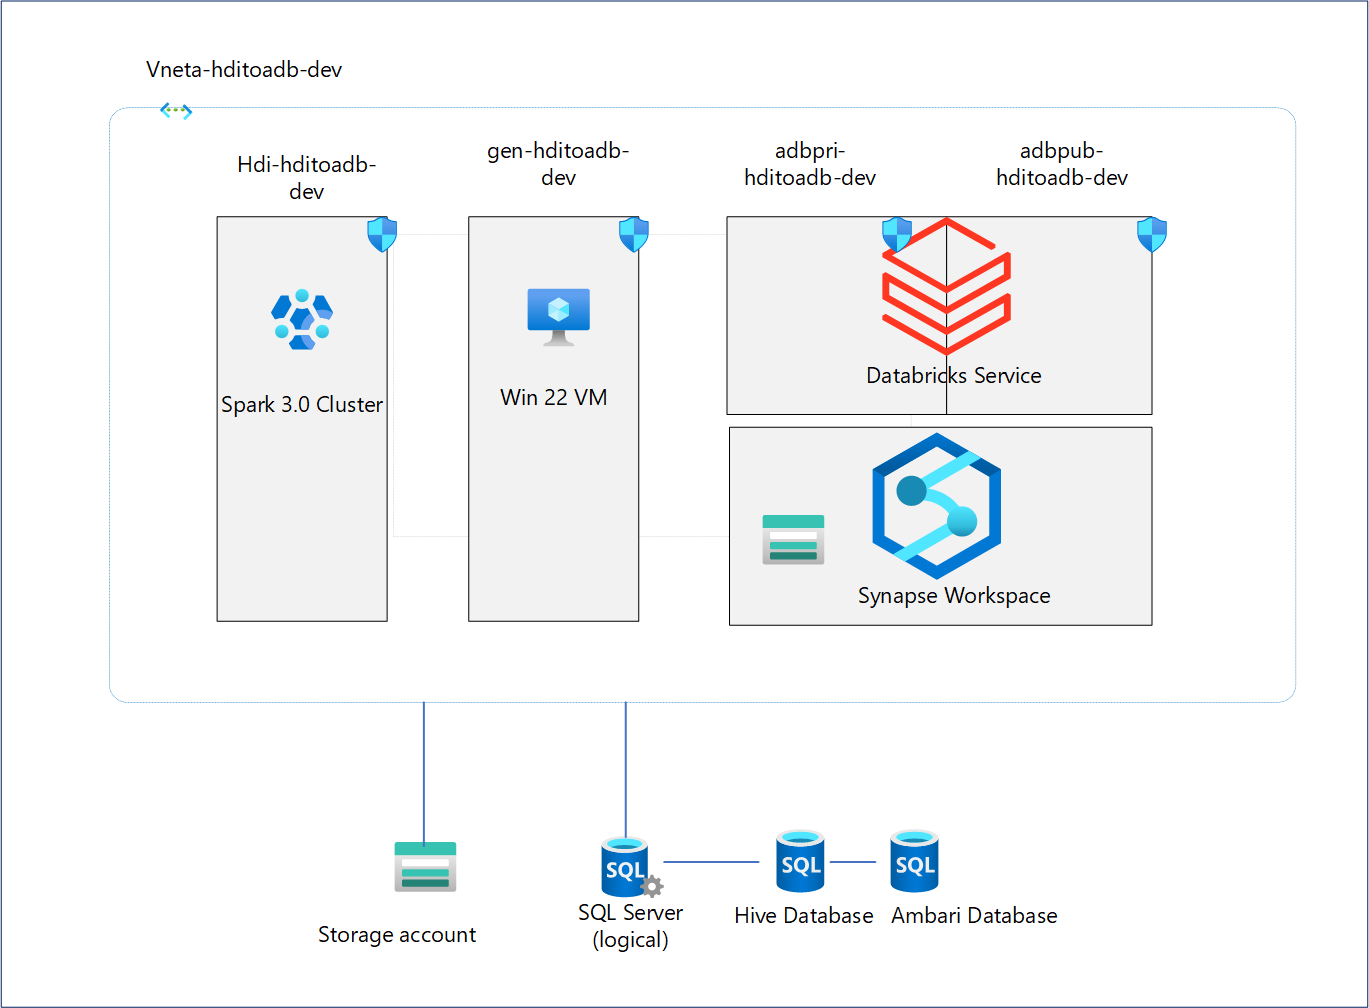 Vneta-hditoadb-dev
Hdi-hditoadb-
dev
gen-hditoadb-
dev
adbpri-
hditoadb-dev
adbpub-
hditoadb-dev
Spark 3.0 Cluster
Win 22 VM
Databricks Service
Synapse Workspace
Storage account
SQL
SQL Server
(logical)
SQL
Hive Database
SQL
Ambari Database